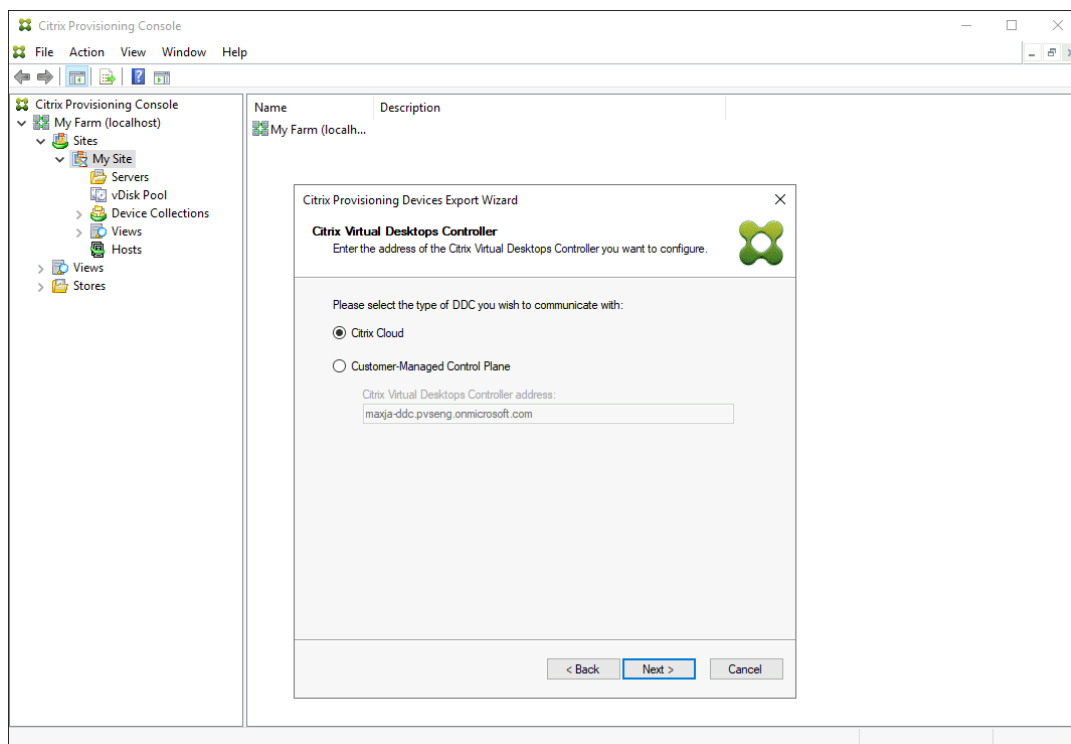 Citrix Provisioning Console
File Action View Window Help
Citrix Provisioning Console
My Farm (localhost)
Sites
My Site
Servers
vDisk Pool
Device Collections
Views
Hosts
Views
Stores
Name Description
My Farm (localh...
Citrix Provisioning Devices Export Wizard
Citrix Virtual Desktops Controller
Enter the address of the Citrix Virtual Desktops Controller you want to configure.
Please select the type of DDC you wish to communicate with:
Citrix Cloud
Customer-Managed Control Plane
Citrix Virtual Desktops Controller address:
maxja-ddc.pvseng.onmicrosoft.com
< Back Next > Cancel